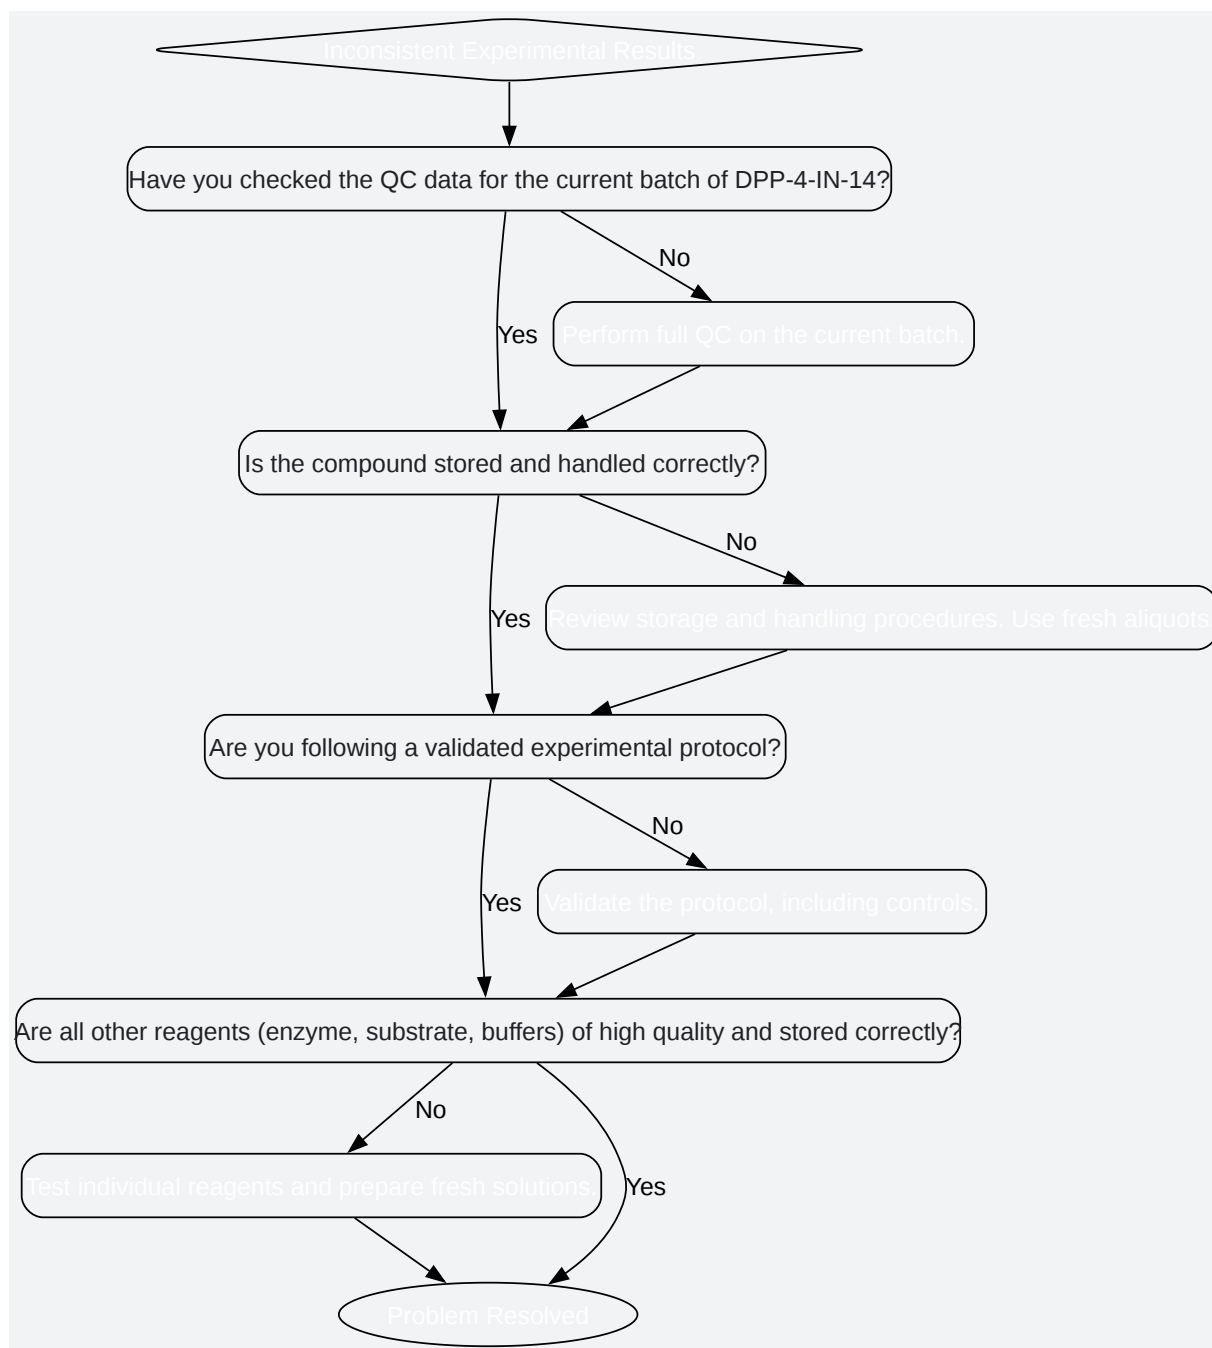 Inconsistent Experimental Results
Have you checked the QC data for the current batch of DPP-4-IN-14?
No
Yes
Perform full QC on the current batch.
Is the compound stored and handled correctly?
No
Yes
Review storage and handling procedures. Use fresh aliquots
Are you following a validated experimental protocol?
No
Yes
Validate the protocol, including controls.
Are all other reagents (enzyme, substrate, buffers) of high quality and stored correctly?
No
Test individual reagents and prepare fresh solutions.
Yes
Problem Resolved